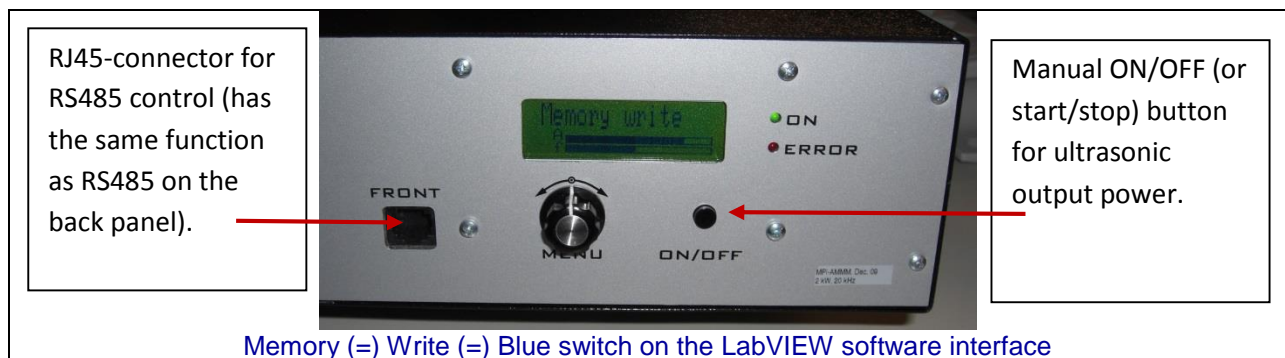 RJ45-connector for
RS485 control (has
the same function
as RS485 on the
back panel).
Memory write
A
f
ON
ERROR
FRONT
MENU
ON/OFF
MPI-AMMM, Dec. 09
2 kW, 20 kHz
Manual ON/OFF (or
start/stop) button
for ultrasonic
output power.
Memory (=) Write (=) Blue switch on the LabVIEW software interface